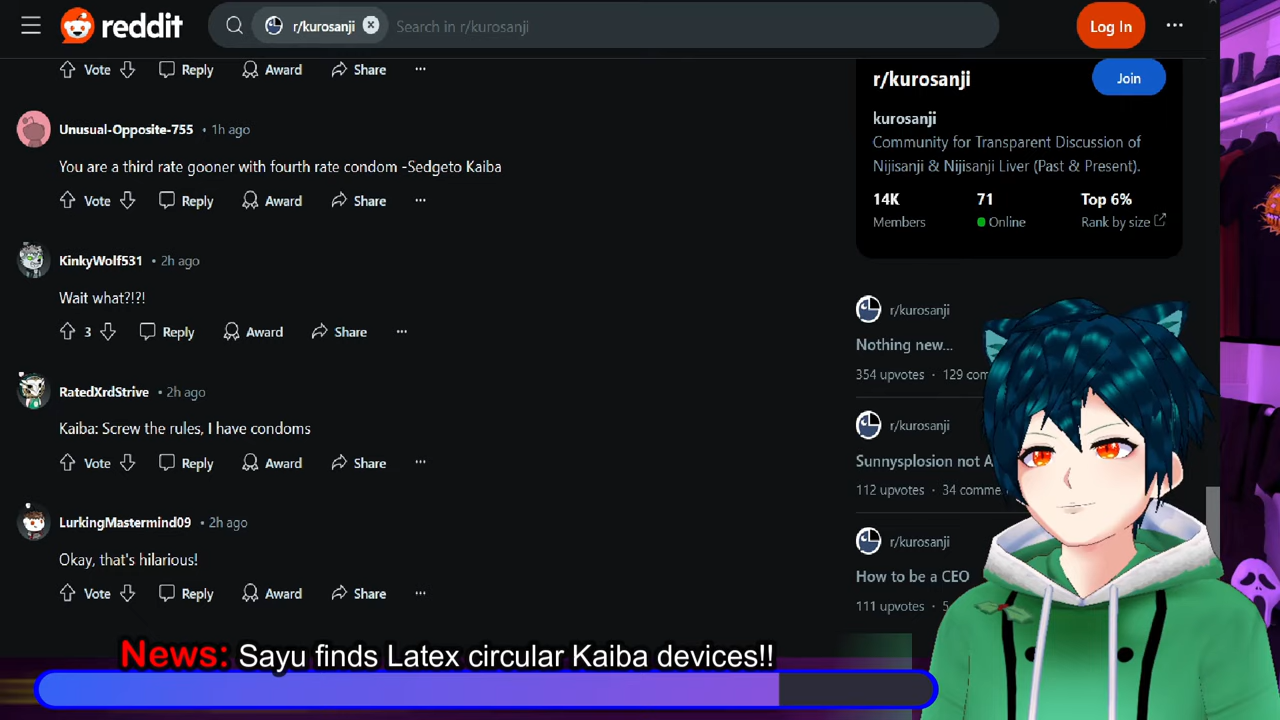 reddit
r/kurosanji
Search in r/kurosanji
Log In
Vote Reply Award Share
Unusual-Opposite-755 • 1h ago
You are a third rate gooner with fourth rate condom -Sedgeto Kaiba
Vote Reply Award Share
KinkyWolf531 • 2h ago
Wait what?!?!
3 Reply Award Share
RatedXrdStrive • 2h ago
Kaiba: Screw the rules, I have condoms
Vote Reply Award Share
LurkingMastermind09 • 2h ago
Okay, that's hilarious!
Vote Reply Award Share
r/kurosanji
Join
kurosanji
Community for Transparent Discussion of
Nijisanji & Nijisanji Liver (Past & Present).
14K 71 Top 6%
Members Online Rank by size
r/kurosanji
Nothing new...
354 upvotes · 129 com
r/kurosanji
Sunnysplosion not A
112 upvotes · 34 comme
r/kurosanji
How to be a CEO
111 upvotes · 5
News: Sayu finds Latex circular Kaiba devices!!